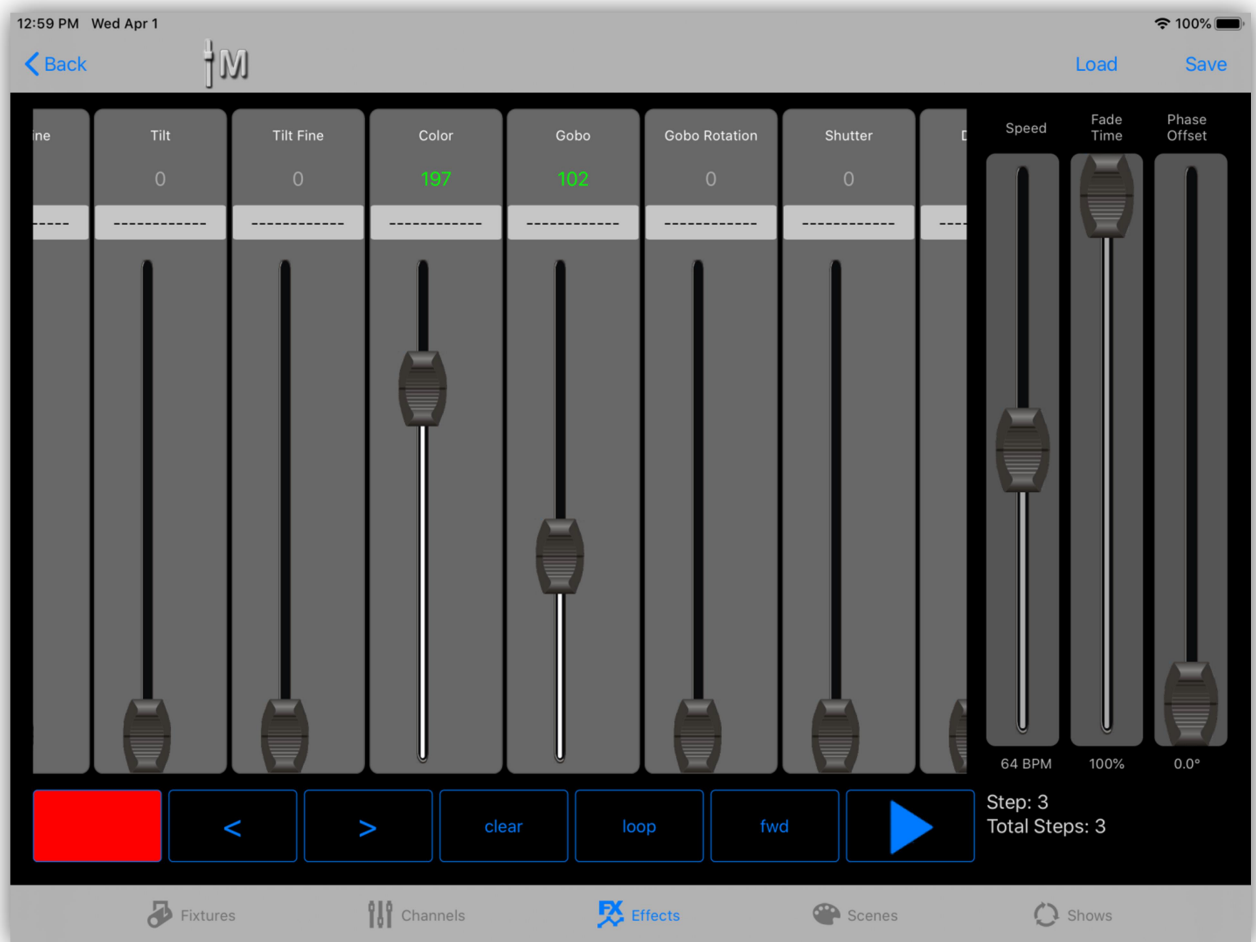 12:59 PM Wed Apr 1
100%
Back
M
Load
Save
ine
Tilt
Tilt Fine
Color
Gobo
Gobo Rotation
Shutter
D
Speed
Fade
Time
Phase
Offset
0
0
197
102
0
0
----
-----------
-----------
-----------
-----------
-----------
-----------
---
64 BPM
100%
0.0°
<
>
clear
loop
fwd
Step: 3
Total Steps: 3
Fixtures
Channels
FX
Effects
Scenes
Shows